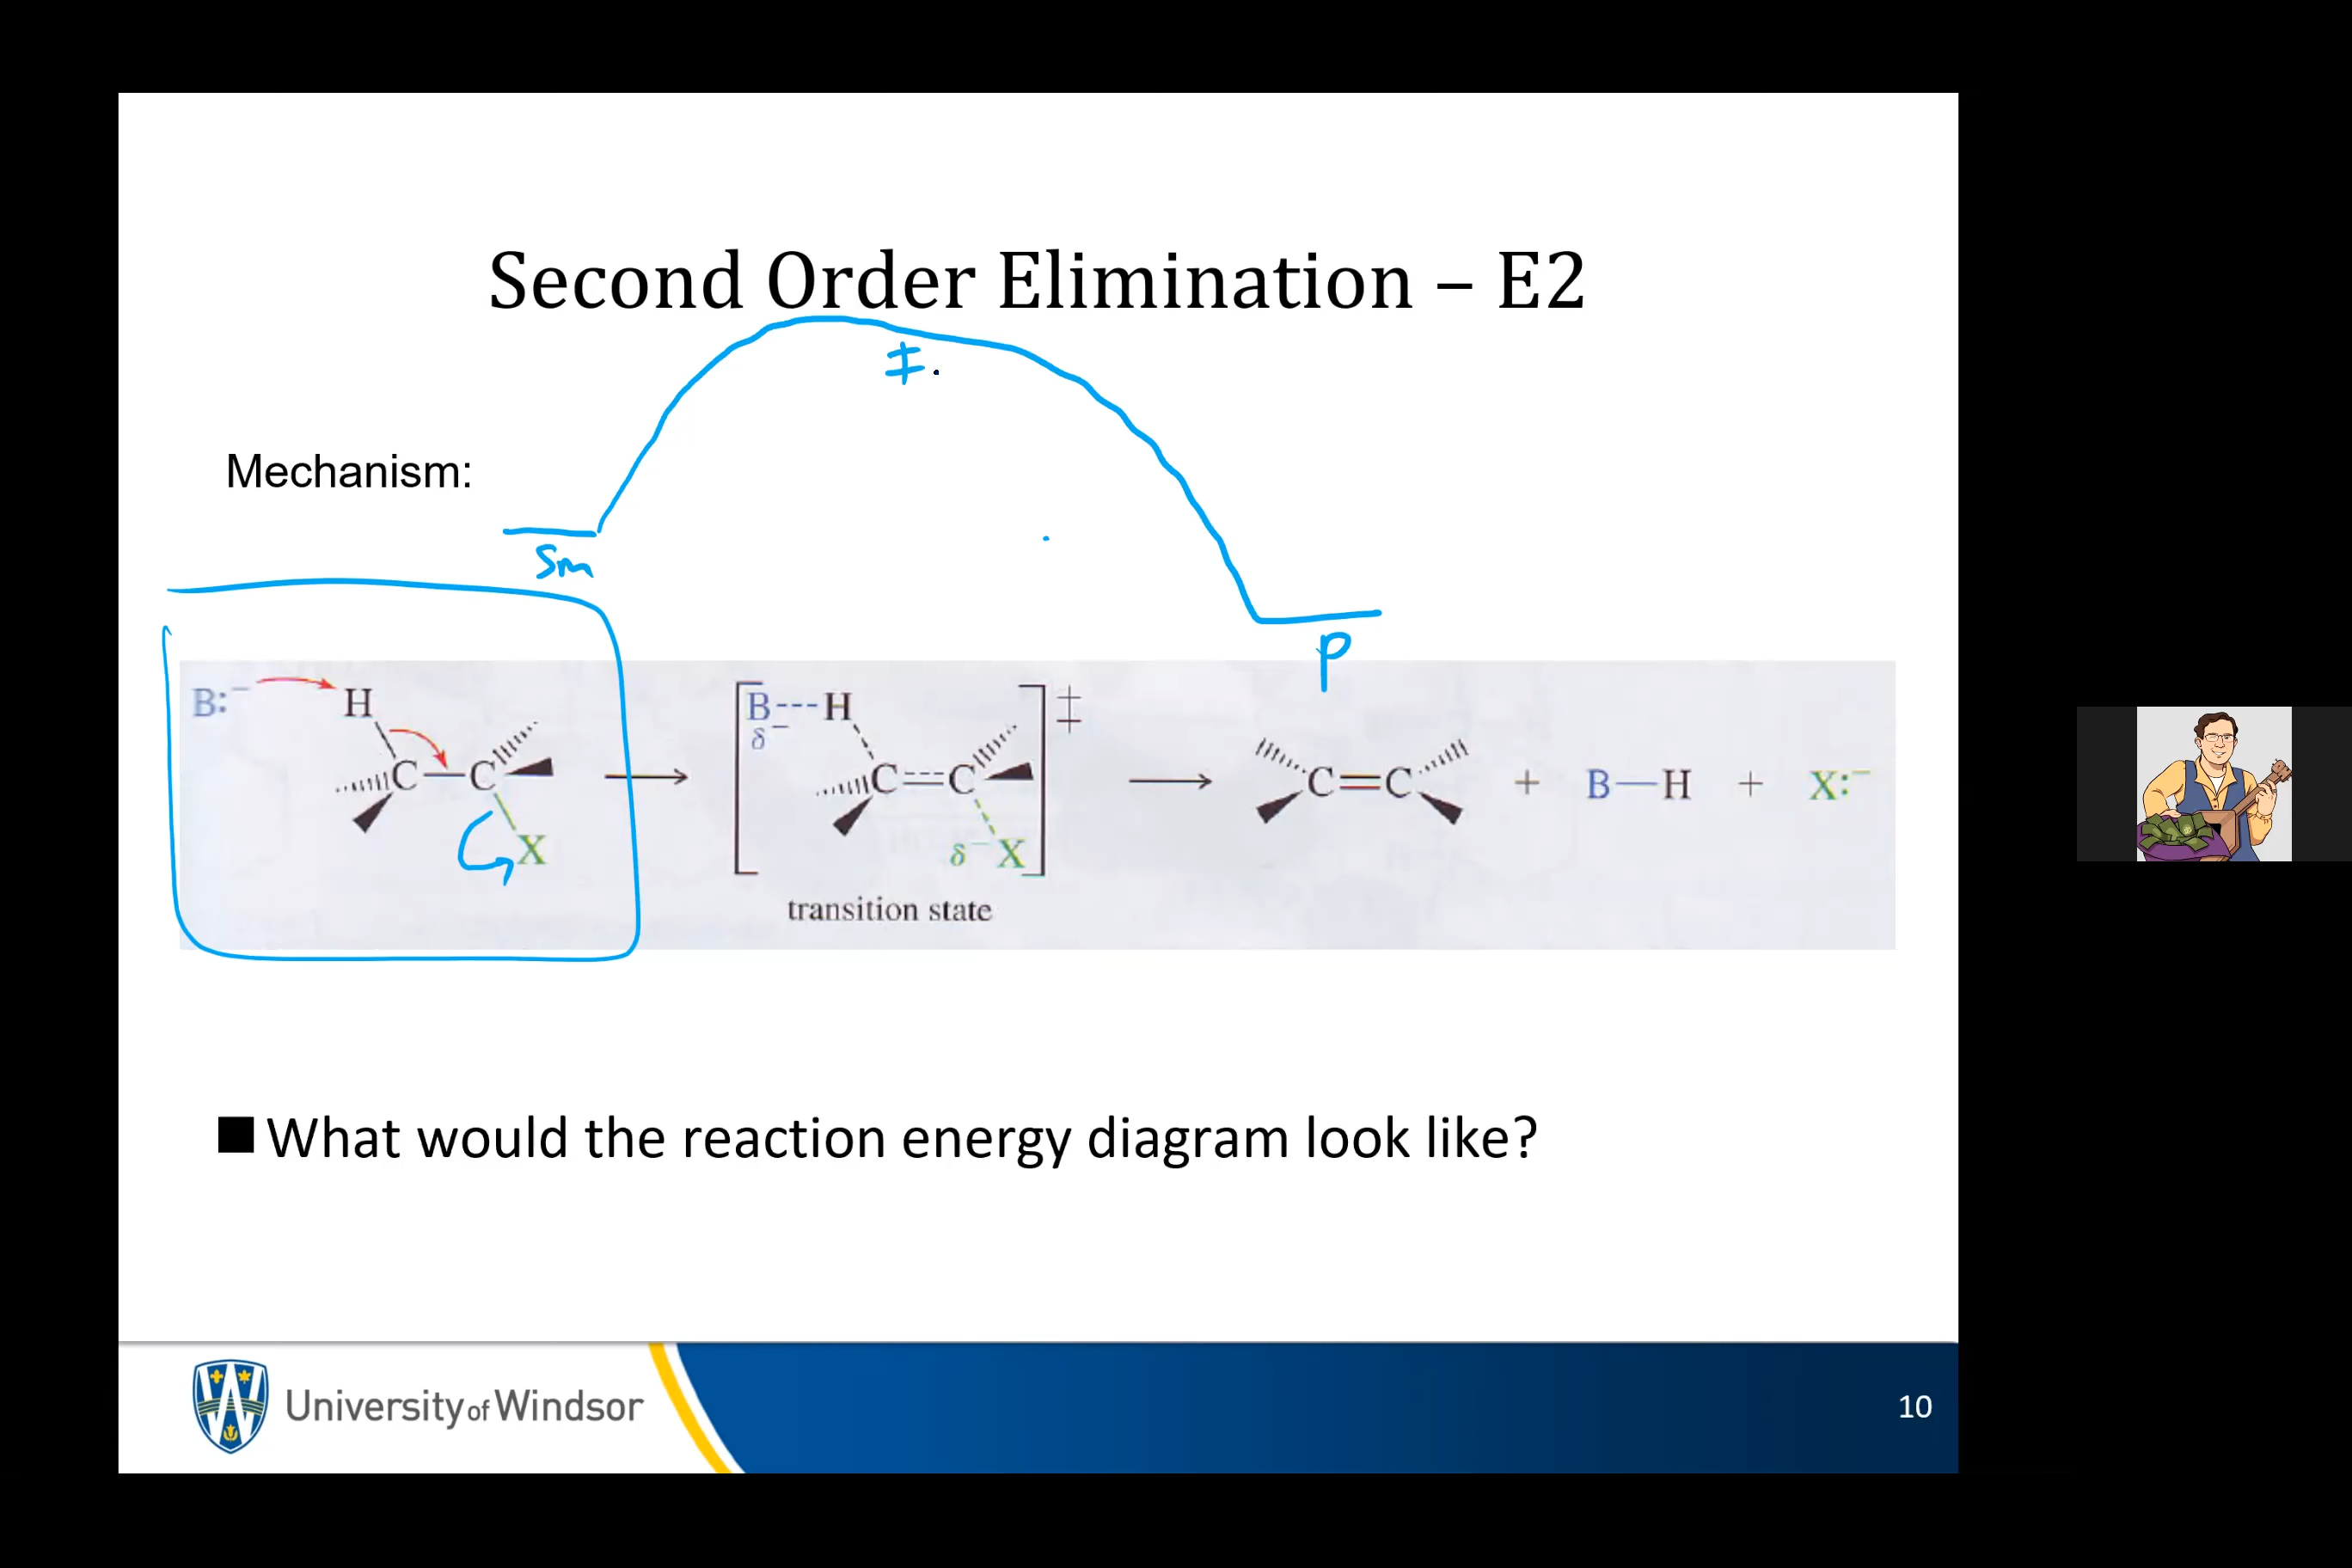 Second Order Elimination – E2
‡
Mechanism:
Sm
P
B:⁻ H C—C X
[B---H δ⁻ C===C δ⁻ X]‡
transition state
C=C + B—H + X:⁻
■ What would the reaction energy diagram look like?
University of Windsor
10